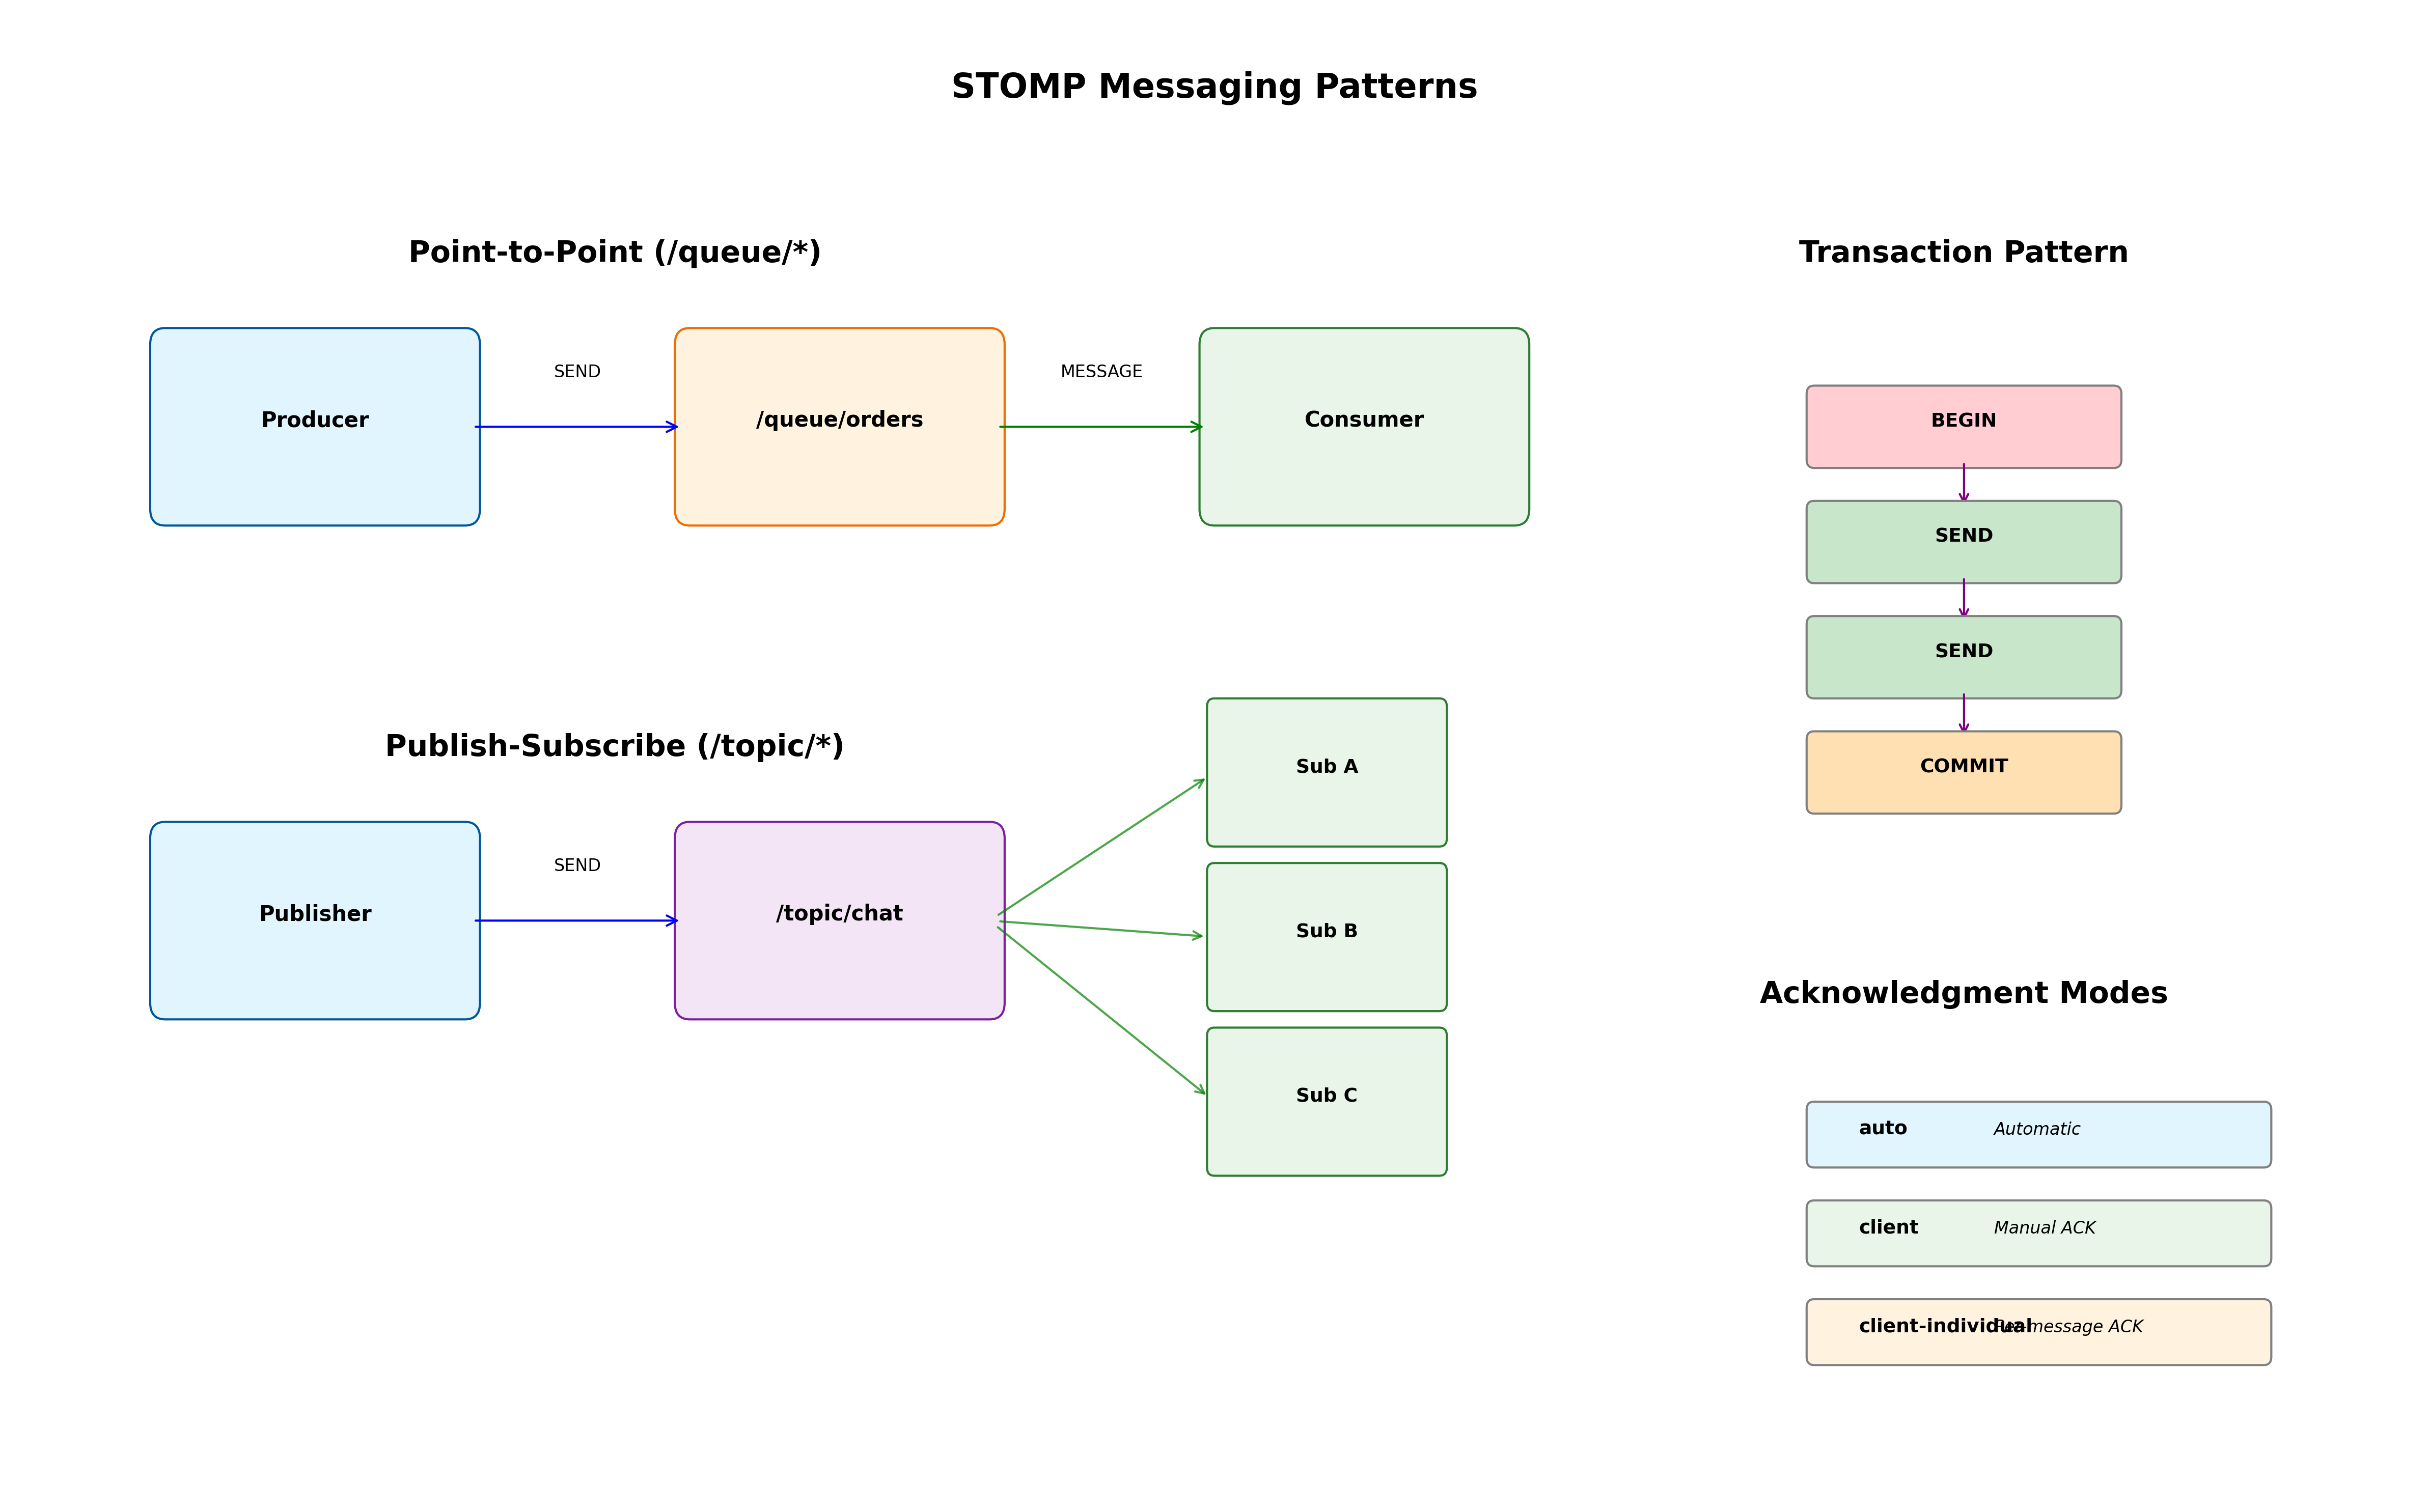 STOMP Messaging Patterns
Point-to-Point (/queue/*)
Producer
SEND
/queue/orders
MESSAGE
Consumer
Publish-Subscribe (/topic/*)
Publisher
SEND
/topic/chat
Sub A
Sub B
Sub C
Transaction Pattern
BEGIN
SEND
SEND
COMMIT
Acknowledgment Modes
auto Automatic
client Manual ACK
client-individual Per-message ACK